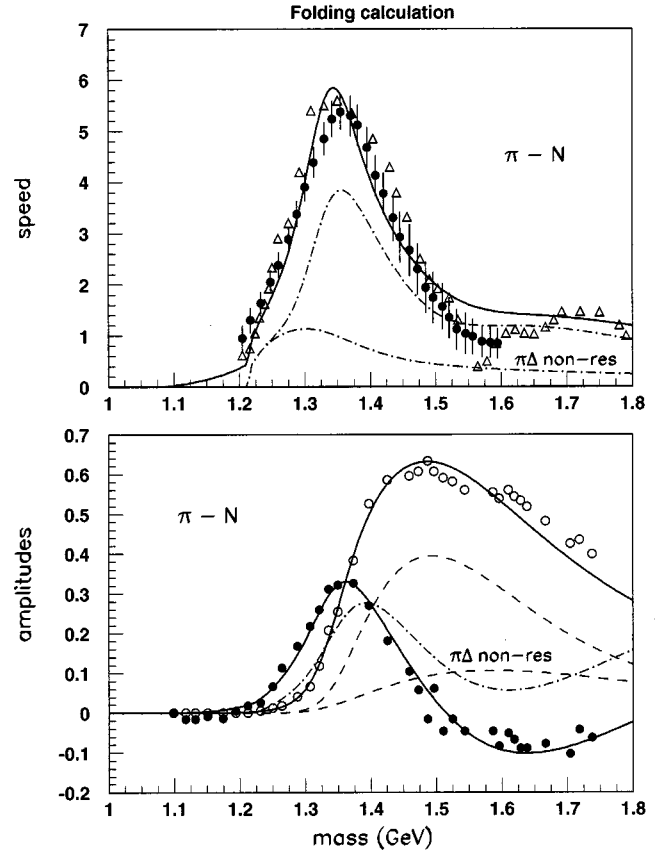 Folding calculation
7
6
5
4
3
2
1
0
speed
π – N
πΔ non-res
1 1.1 1.2 1.3 1.4 1.5 1.6 1.7 1.8
0.7
0.6
0.5
0.4
0.3
0.2
0.1
0
-0.1
-0.2
amplitudes
π – N
πΔ non-res
1 1.1 1.2 1.3 1.4 1.5 1.6 1.7 1.8
mass (GeV)